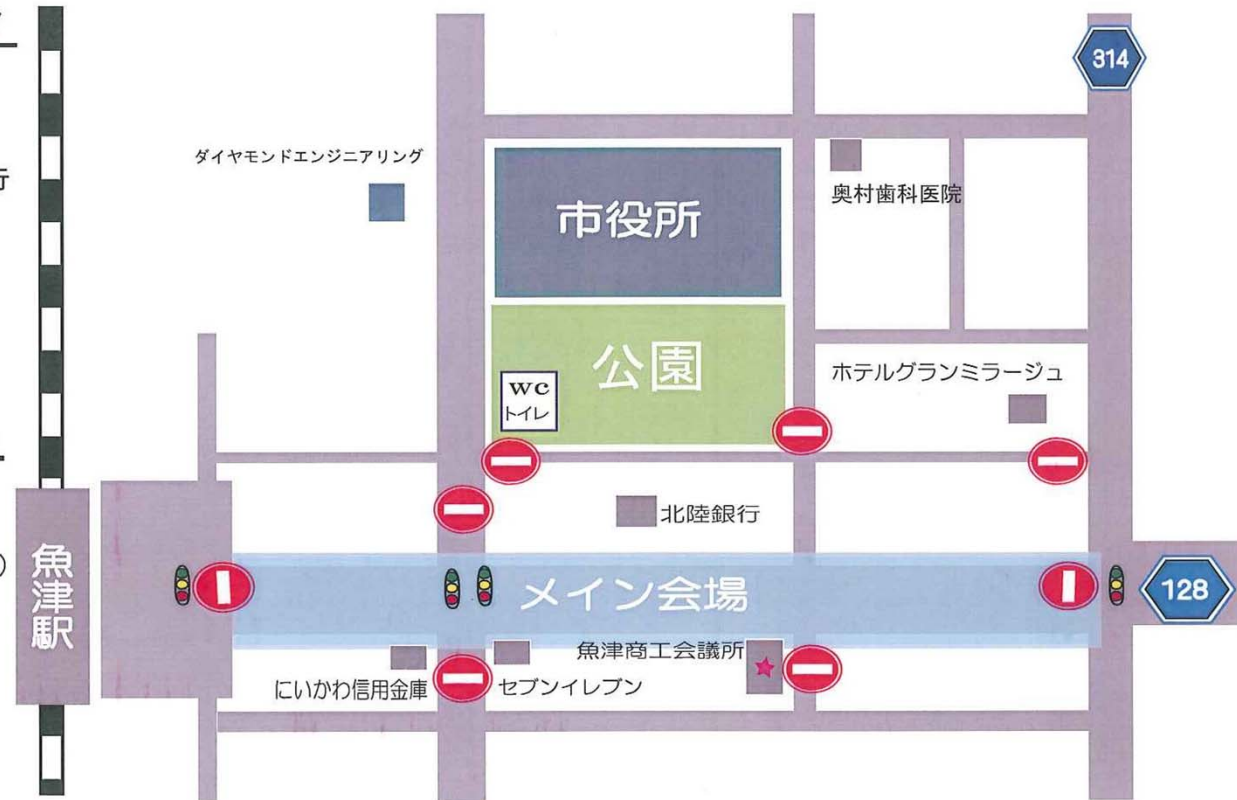 314
ダイヤモンドエンジニアリング
行
市役所
奥村歯科医院
公園
WC
トイレ
ホテルグランミラージュ
北陸銀行
魚津駅
メイン会場
128
魚津商工会議所
にいかわ信用金庫
セブンイレブン